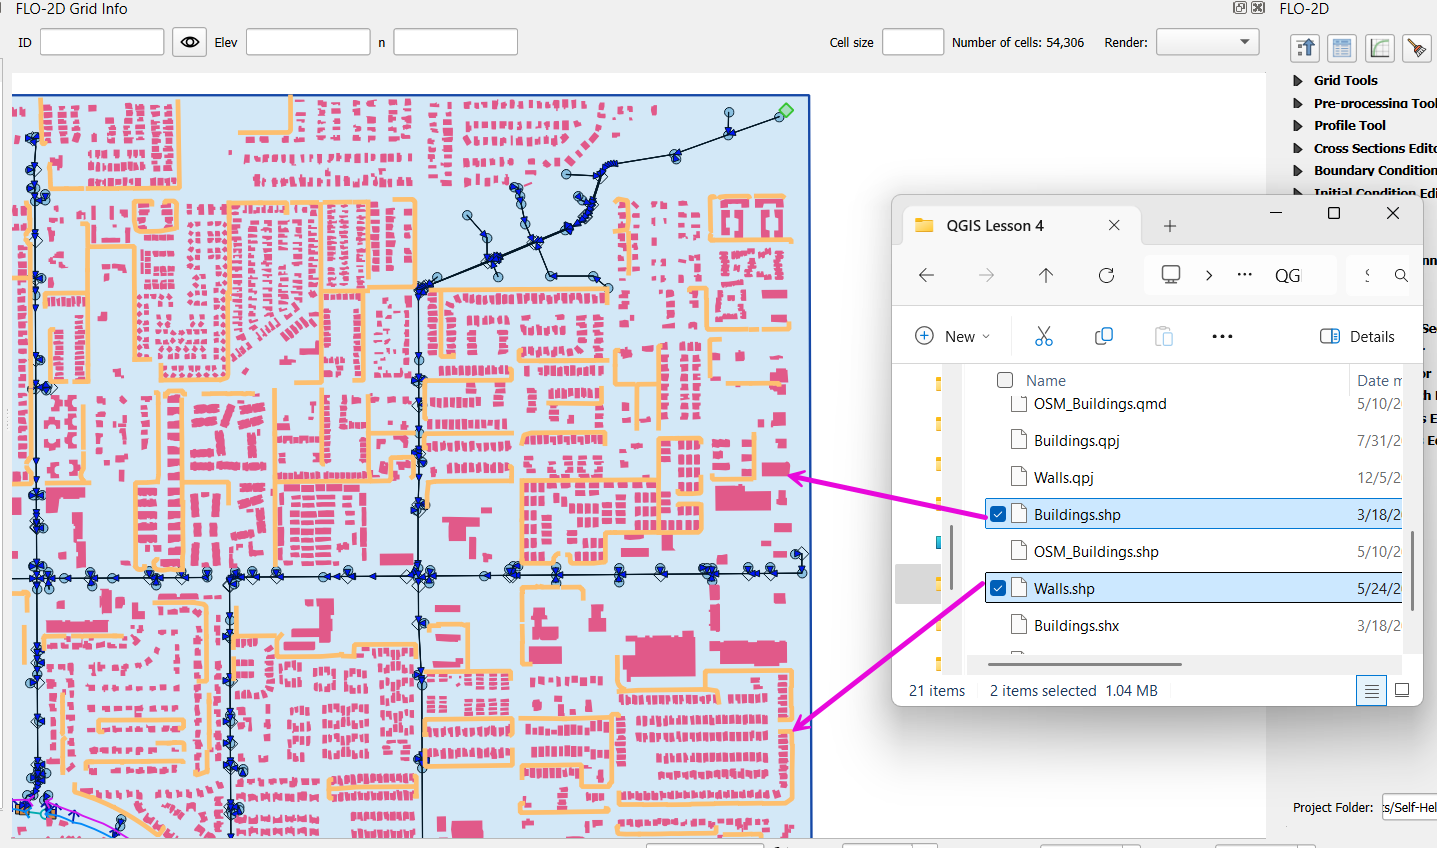 FLO-2D Grid Info
FLO-2D
ID
Elev
n
Cell size
Number of cells: 54,306
Render:
Grid Tools
Pre-processing Tool
Profile Tool
Cross Sections Edito
Boundary Condition
Initial Condition Edi
QGIS Lesson 4
QG
New
Details
Name
Date m
OSM_Buildings.qmd 5/10/2
Buildings.qpj 7/31/2
Walls.qpj 12/5/2
Buildings.shp 3/18/2
OSM_Buildings.shp 5/10/2
Walls.shp 5/24/2
Buildings.shx 3/18/2
21 items 2 items selected 1.04 MB
Project Folder: :s/Self-Hel